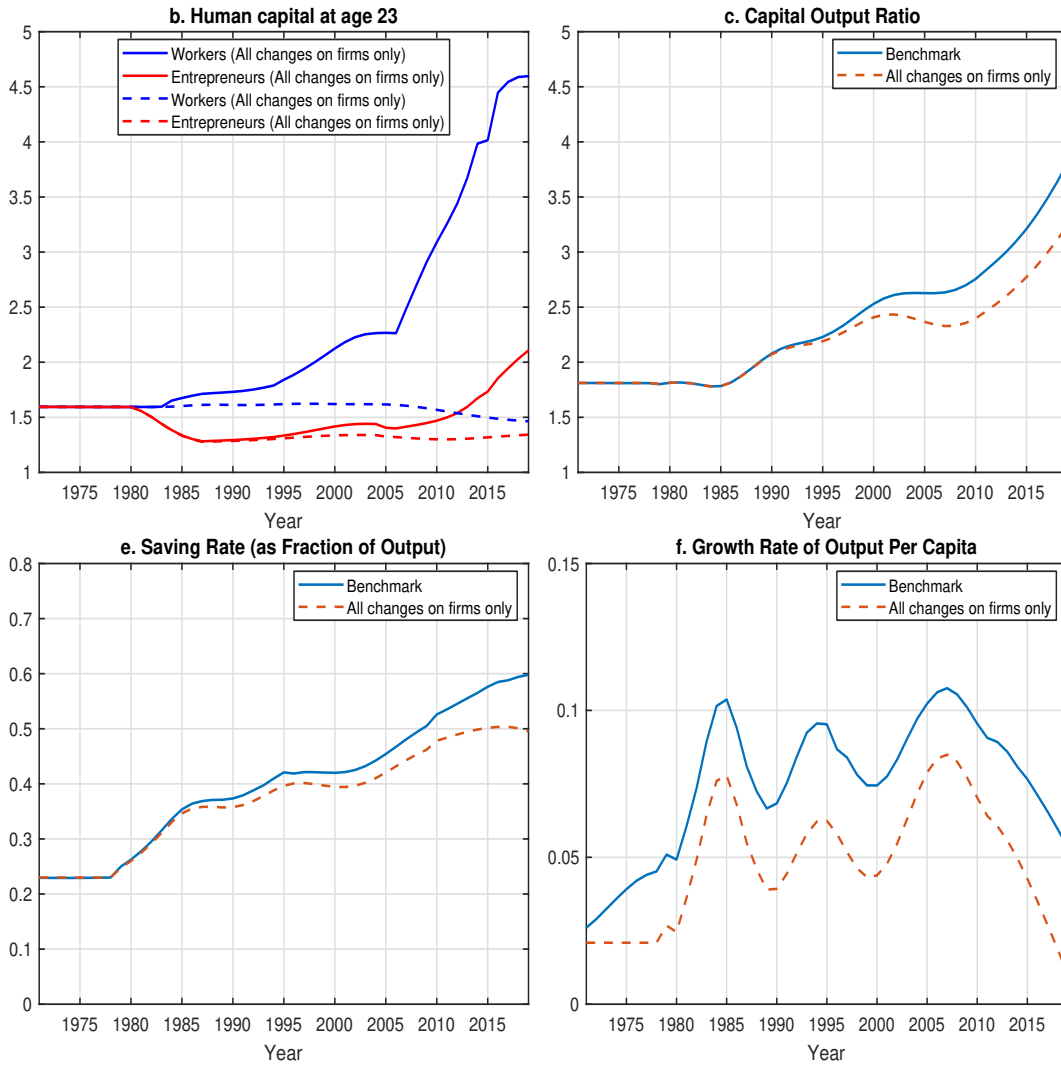 b. Human capital at age 23
5
4.5
4
3.5
3
2.5
2
1.5
1
Workers (All changes on firms only)
Entrepreneurs (All changes on firms only)
Workers (All changes on firms only)
Entrepreneurs (All changes on firms only)
1975 1980 1985 1990 1995 2000 2005 2010 2015
Year
c. Capital Output Ratio
5
4.5
4
3.5
3
2.5
2
1.5
1
Benchmark
All changes on firms only
1975 1980 1985 1990 1995 2000 2005 2010 2015
Year
e. Saving Rate (as Fraction of Output)
0.8
0.7
0.6
0.5
0.4
0.3
0.2
0.1
0
Benchmark
All changes on firms only
1975 1980 1985 1990 1995 2000 2005 2010 2015
Year
f. Growth Rate of Output Per Capita
0.15
0.1
0.05
0
Benchmark
All changes on firms only
1975 1980 1985 1990 1995 2000 2005 2010 2015
Year